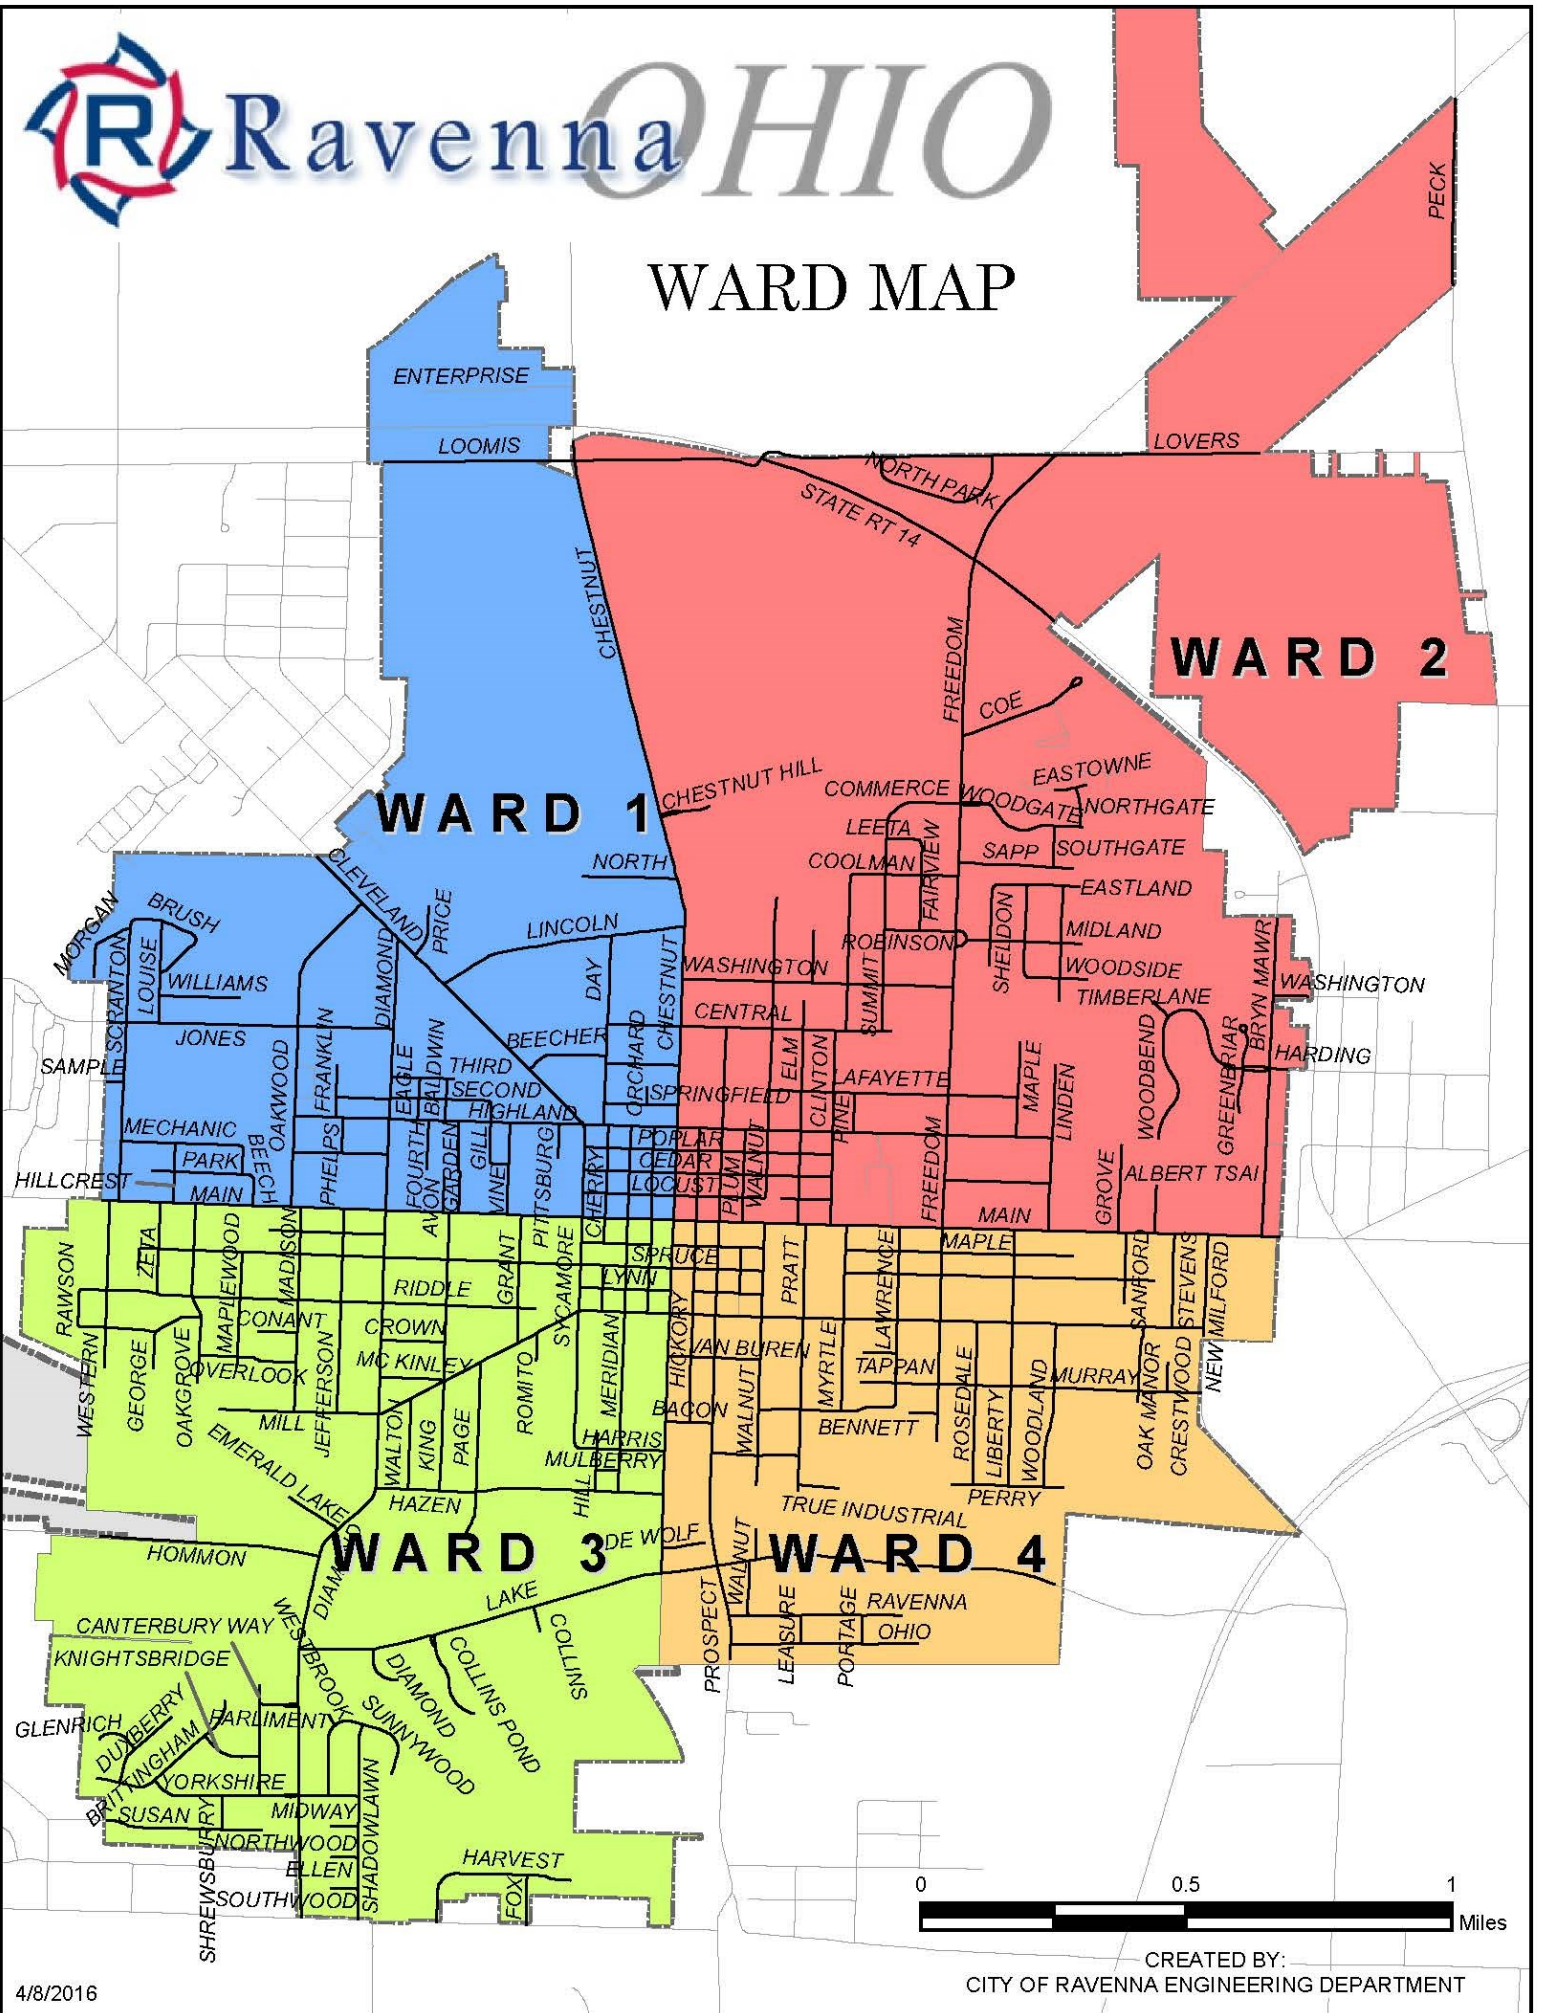 R Ravenna OHIO
WARD MAP
PECK
ENTERPRISE
LOOMIS
LOVERS
NORTH PARK
STATE RT 14
CHESTNUT
FREEDOM
WARD 2
COE
CHESTNUT HILL
EASTOWNE
COMMERCE
WOODGATE
NORTHGATE
WARD 1
LEETA
FAIRVIEW
SAPP
SOUTHGATE
NORTH
COOLMAN
CLEVELAND
EASTLAND
MORGAN
BRUSH
PRICE
LINCOLN
SHELDON
MIDLAND
SCRANTON
LOUISE
DIAMOND
DAY
CHESTNUT
ROBINSON
BRYN MAWR
WILLIAMS
WASHINGTON
SUMMIT
WOODSIDE
WASHINGTON
TIMBERLANE
JONES
FRANKLIN
BEECHER
ORCHARD
CENTRAL
WOODBEND
GREENBRIAR
SAMPLE
OAKWOOD
EAGLE
BALDWIN
THIRD
ELM
CLINTON
MAPLE
LINDEN
HARDING
SECOND
SPRINGFIELD
LAFAYETTE
HIGHLAND
PINE
MECHANIC
BEECH
PHELPS
FOURTH
GARDEN
GILL
PITTSBURG
POPLAR
WALNUT
PARK
CEDAR
PLUM
HILLCREST
MAIN
AVON
VINE
CHERRY
LOCUST
FREEDOM
GROVE
ALBERT TSAI
MAIN
RAWSON
ZETA
MAPLEWOOD
MADISON
GRANT
SYCAMORE
SPRUCE
PRATT
LAWRENCE
MAPLE
SANFORD
STEVENS
NEW MILFORD
LYNN
RIDDLE
HICKORY
CONANT
CROWN
MERIDIAN
VAN BUREN
WESTERN
GEORGE
OAKGROVE
OVERLOOK
JEFFERSON
MC KINLEY
ROMITO
MYRTLE
TAPPAN
ROSEDALE
WOODLAND
MURRAY
OAK MANOR
CRESTWOOD
LIBERTY
MILL
WALTON
KING
PAGE
BACON
WALNUT
BENNETT
EMERALD LAKE
HARRIS
MULBERRY
HILL
HAZEN
PERRY
TRUE INDUSTRIAL
DE WOLF
HOMMON
WARD 3
WARD 4
DIAMOND
WALNUT
PROSPECT
LAKE
LEASURE
PORTAGE
RAVENNA
OHIO
CANTERBURY WAY
WESTBROOK
COLLINS
KNIGHTSBRIDGE
DIAMOND
COLLINS POND
GLENRICH
DUXBERRY
PARLIMENT
SUNNYWOOD
BRITTINGHAM
YORKSHIRE
SUSAN
SHREWSBURRY
MIDWAY
SHADOWLAWN
NORTHWOOD
ELLEN
SOUTHWOOD
HARVEST
FOX
0 0.5 1
Miles
CREATED BY:
CITY OF RAVENNA ENGINEERING DEPARTMENT
4/8/2016